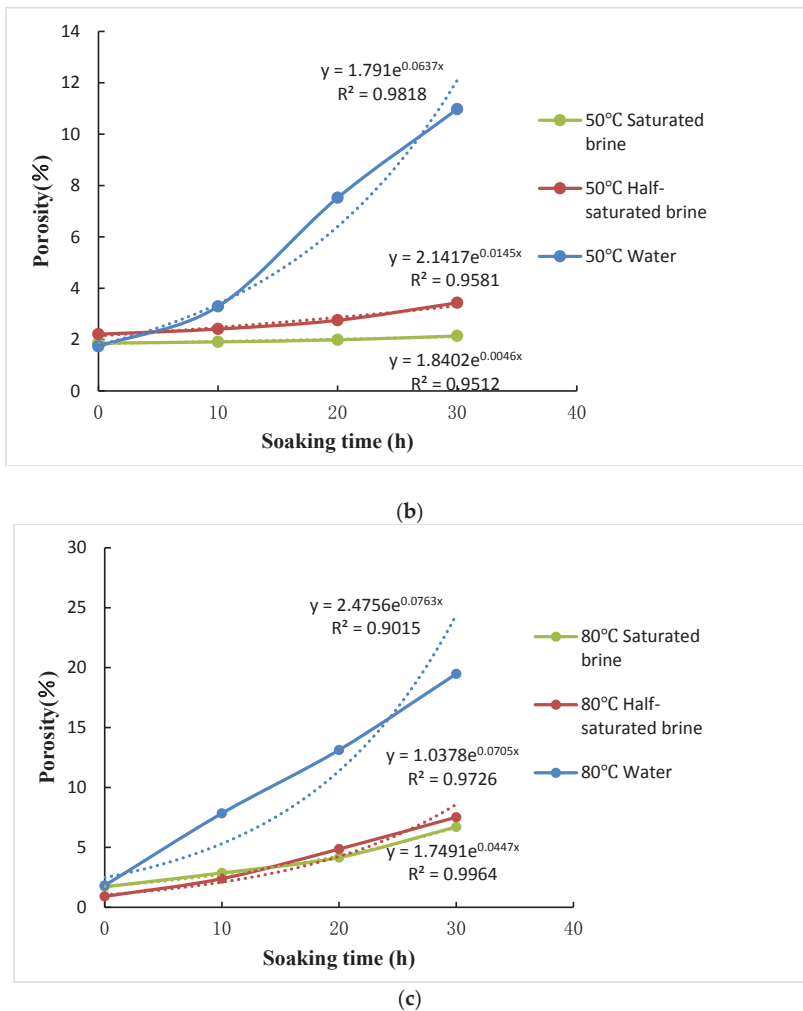 14
12
10
8
6
4
2
0
Porosity(%)
y = 1.791e^0.0637x
R² = 0.9818
y = 2.1417e^0.0145x
R² = 0.9581
y = 1.8402e^0.0046x
R² = 0.9512
0 10 20 30 40
Soaking time (h)
50℃ Saturated
brine
50℃ Half-
saturated brine
50℃ Water
(b)
30
25
20
15
10
5
0
Porosity(%)
y = 2.4756e^0.0763x
R² = 0.9015
y = 1.0378e^0.0705x
R² = 0.9726
y = 1.7491e^0.0447x
R² = 0.9964
0 10 20 30 40
Soaking time (h)
80℃ Saturated
brine
80℃ Half-
saturated brine
80℃ Water
(c)